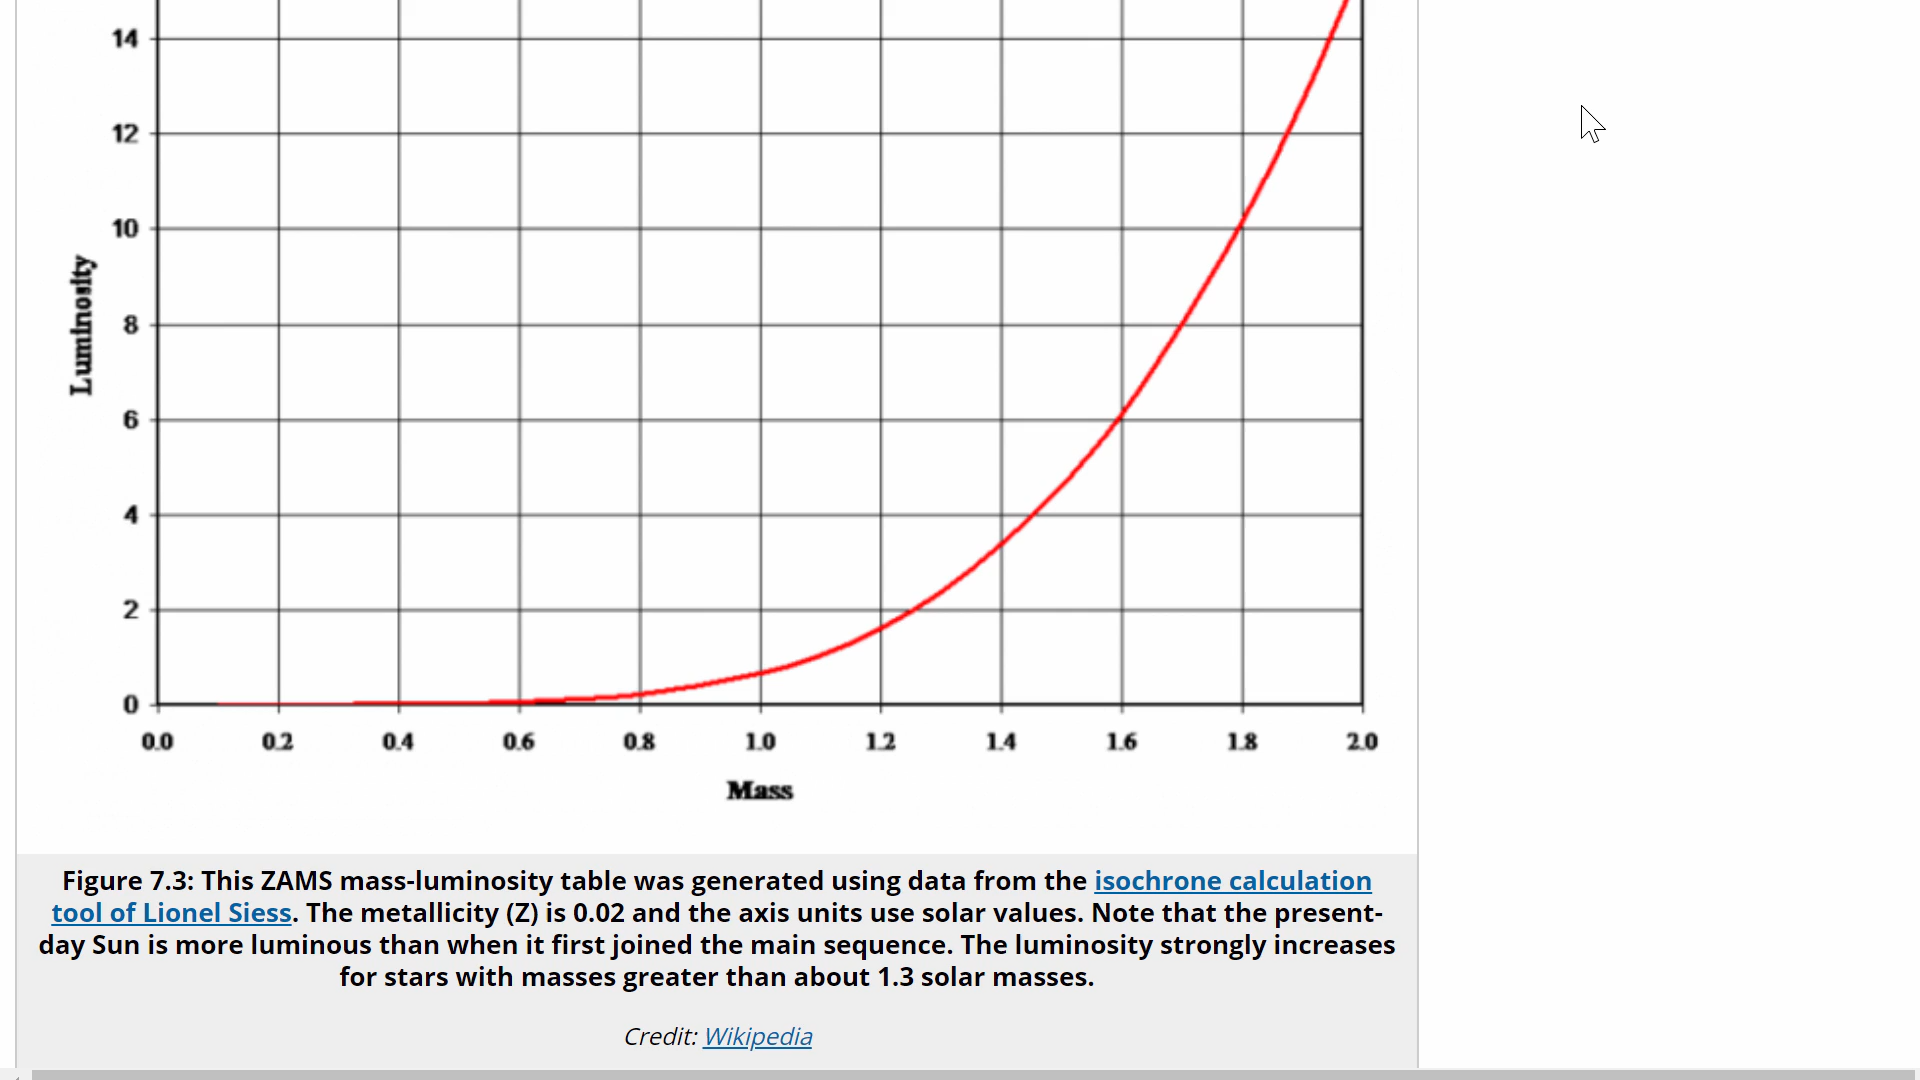 14
12
10
8
6
4
2
0
Luminosity
0.0 0.2 0.4 0.6 0.8 1.0 1.2 1.4 1.6 1.8 2.0
Mass
Figure 7.3: This ZAMS mass-luminosity table was generated using data from the isochrone calculation
tool of Lionel Siess. The metallicity (Z) is 0.02 and the axis units use solar values. Note that the present-
day Sun is more luminous than when it first joined the main sequence. The luminosity strongly increases
for stars with masses greater than about 1.3 solar masses.
Credit: Wikipedia